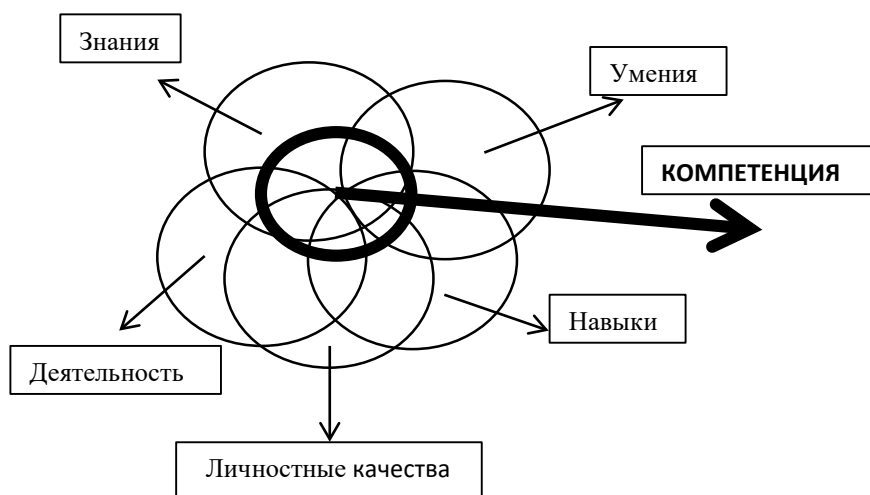 Знания
Умения
КОМПЕТЕНЦИЯ
Навыки
Деятельность
Личностные качества